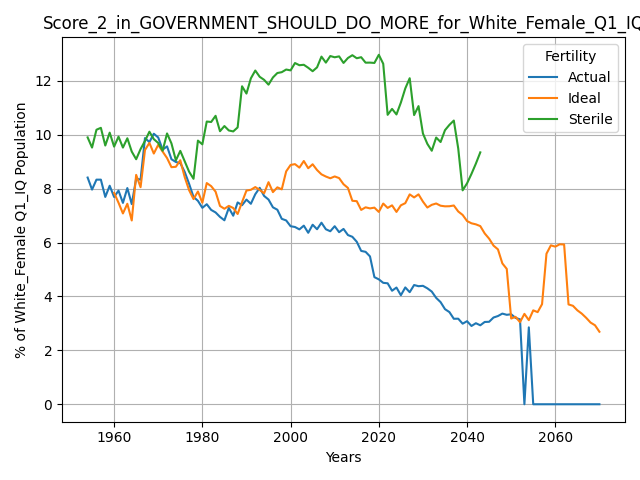 Score_2_in_GOVERNMENT_SHOULD_DO_MORE_for_White_Female_Q1_IQ
Fertility
Actual
Ideal
Sterile
% of White_Female Q1_IQ Population
12
10
8
6
4
2
0
1960 1980 2000 2020 2040 2060
Years